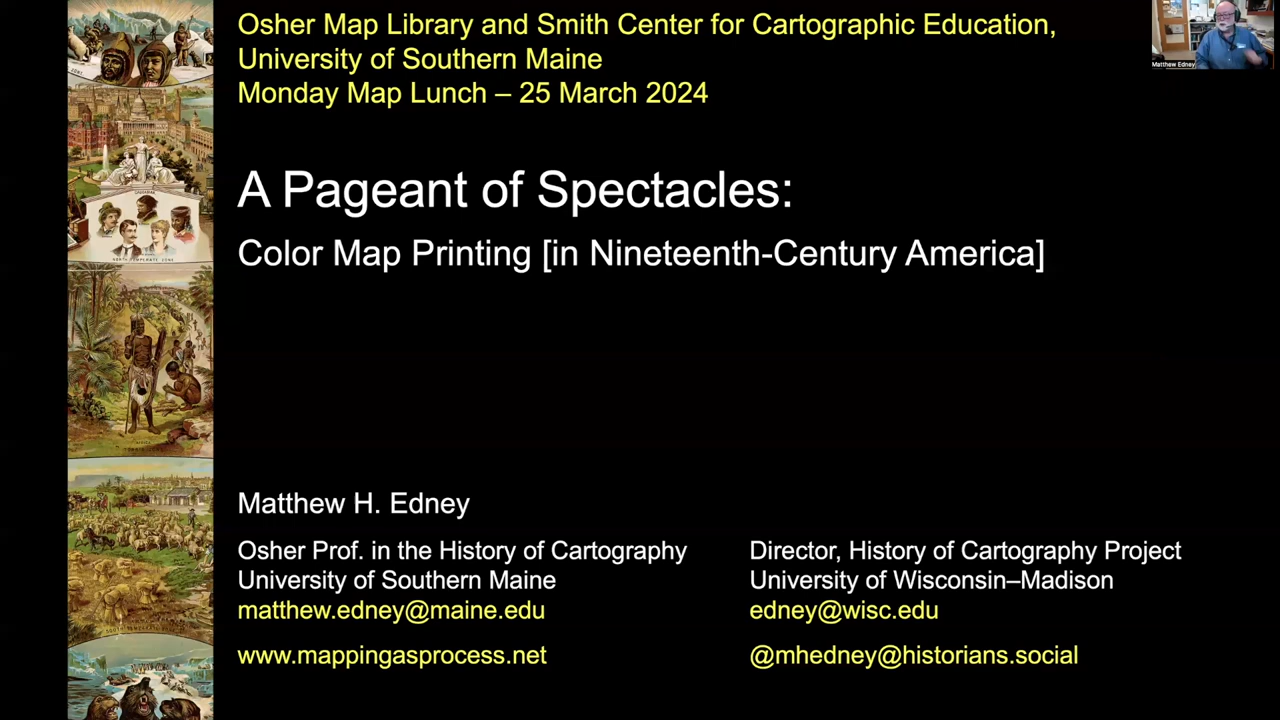 Osher Map Library and Smith Center for Cartographic Education,
University of Southern Maine
Monday Map Lunch – 25 March 2024
Matthew Edney
A Pageant of Spectacles:
Color Map Printing [in Nineteenth-Century America]
Matthew H. Edney
Osher Prof. in the History of Cartography
University of Southern Maine
matthew.edney@maine.edu
www.mappingasprocess.net
Director, History of Cartography Project
University of Wisconsin–Madison
edney@wisc.edu
@mhedney@historians.social